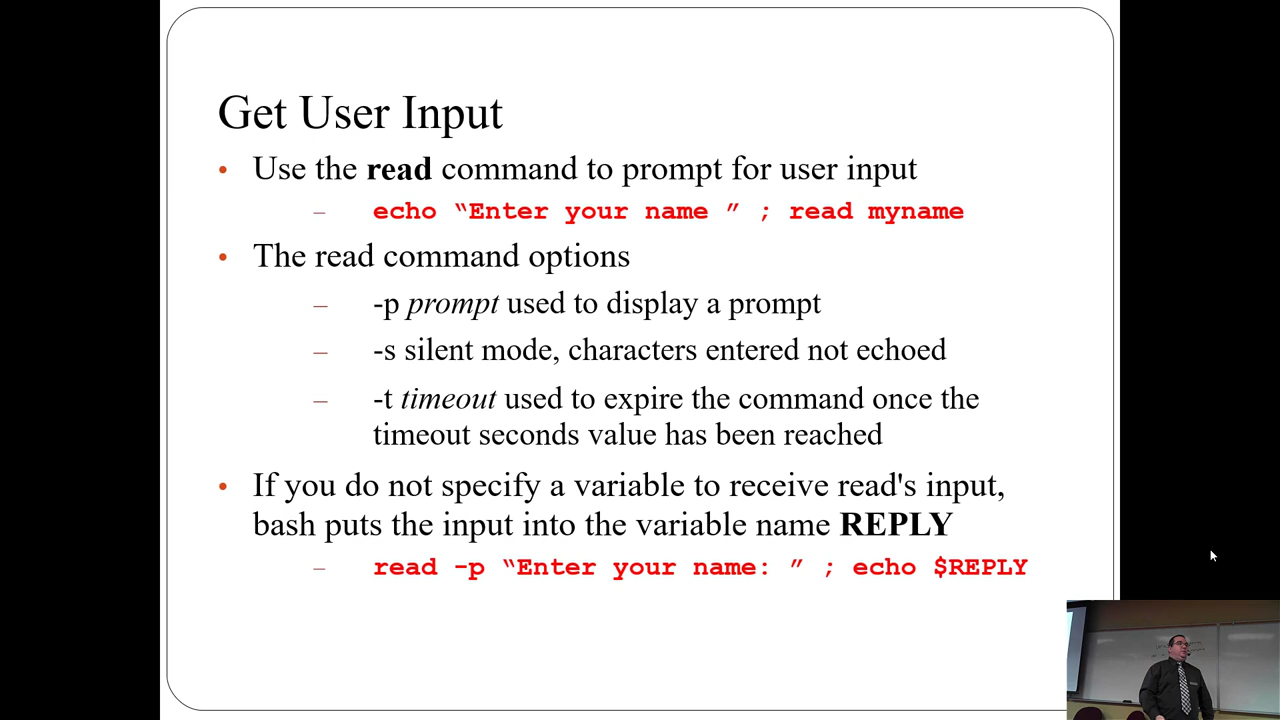 Get User Input
• Use the read command to prompt for user input
– echo “Enter your name ” ; read myname
• The read command options
– -p prompt used to display a prompt
– -s silent mode, characters entered not echoed
– -t timeout used to expire the command once the
timeout seconds value has been reached
• If you do not specify a variable to receive read's input,
bash puts the input into the variable name REPLY
– read -p “Enter your name: ” ; echo $REPLY